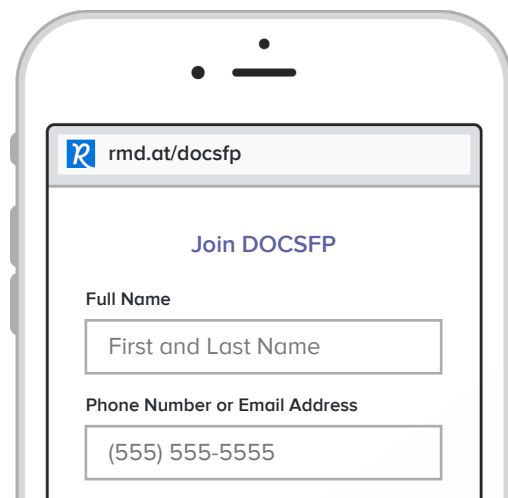 rmd.at/docsfp
Join DOCSFP
Full Name
First and Last Name
Phone Number or Email Address
(555) 555-5555